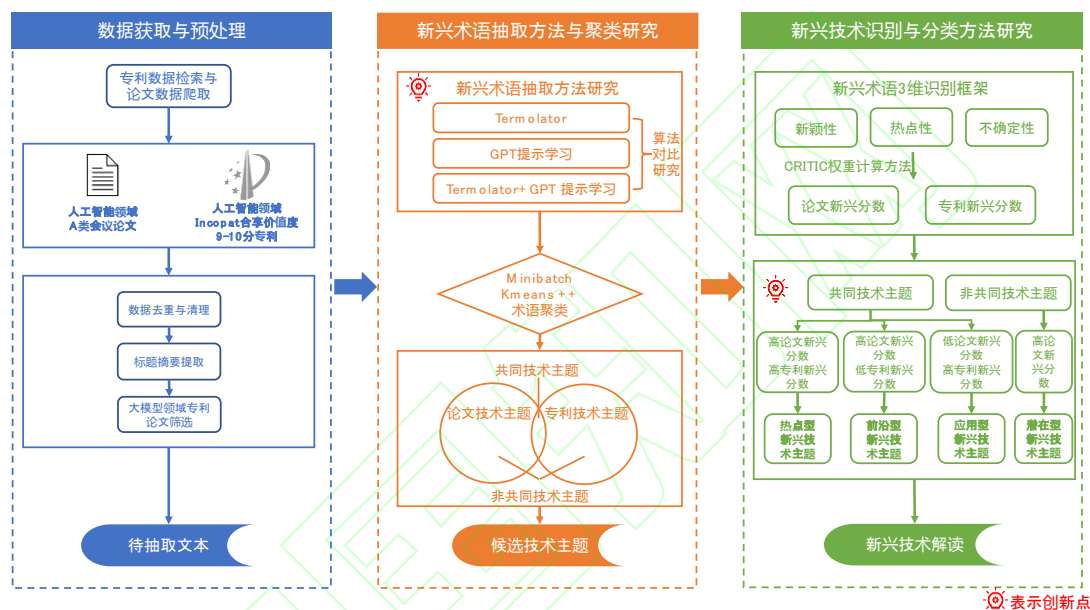 数据获取与预处理
专利数据检索与
论文数据爬取
人工智能领域
A类会议论文
人工智能领域
Incopat合享价值度
9-10分专利
数据去重与清理
标题摘要提取
大模型领域专利
论文筛选
待抽取文本
新兴术语抽取方法与聚类研究
新兴术语抽取方法研究
Termolator
GPT提示学习
Termolator+ GPT 提示学习
算法
对比
研究
Minibatch
Kmeans ++
术语聚类
共同技术主题
论文技术主题
专利技术主题
非共同技术主题
候选技术主题
新兴技术识别与分类方法研究
新兴术语3维识别框架
新颖性
热点性
不确定性
CRITIC权重计算方法
论文新兴分数
专利新兴分数
共同技术主题
非共同技术主题
高论文新兴
分数
高专利新兴
分数
高论文新兴
分数
低专利新兴
分数
低论文新兴
分数
高专利新兴
分数
高论
文新
兴分
数
热点型
新兴技
术主题
前沿型
新兴技
术主题
应用型
新兴技
术主题
潜在型
新兴技
术主题
新兴技术解读
表示创新点